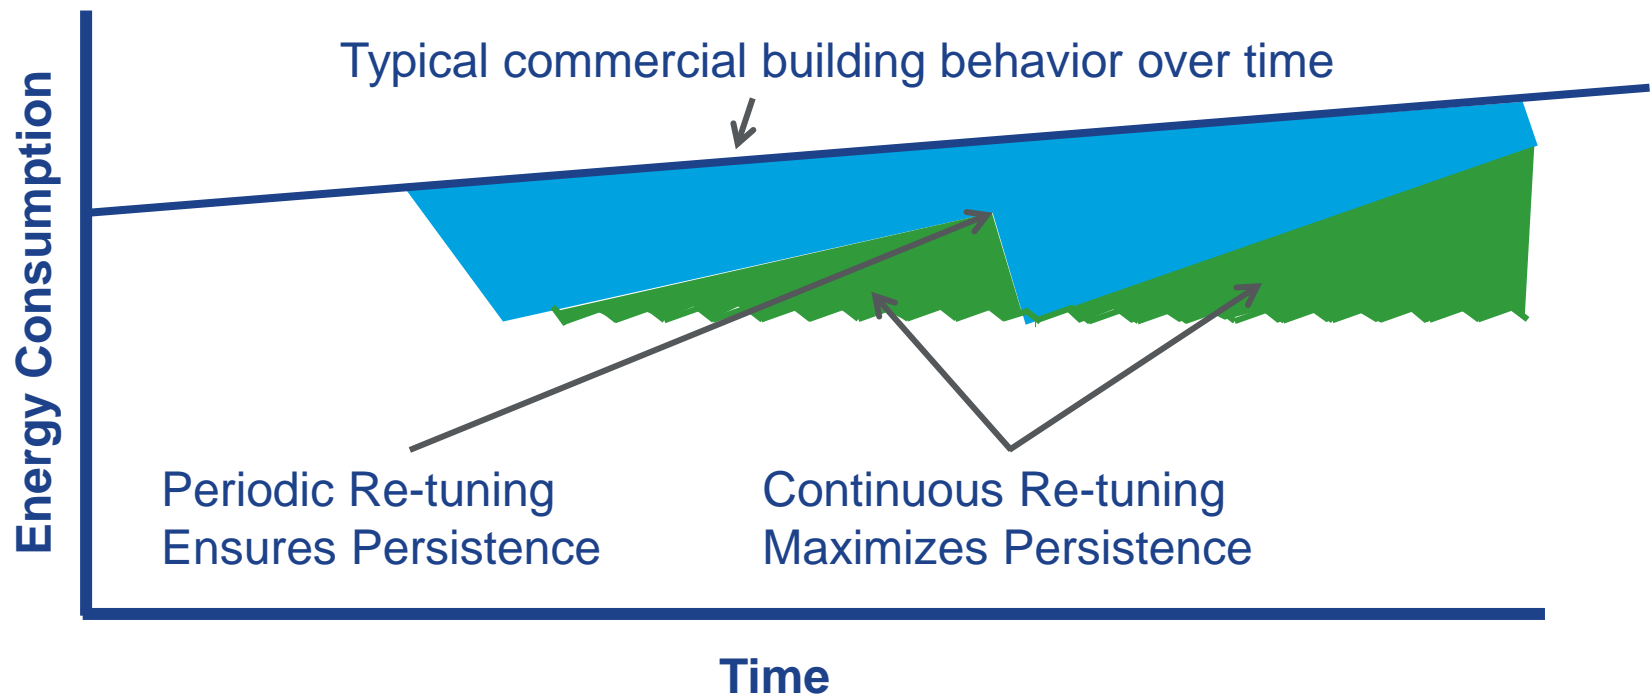 Typical commercial building behavior over time
Energy Consumption
Periodic Re-tuning
Ensures Persistence
Continuous Re-tuning
Maximizes Persistence
Time